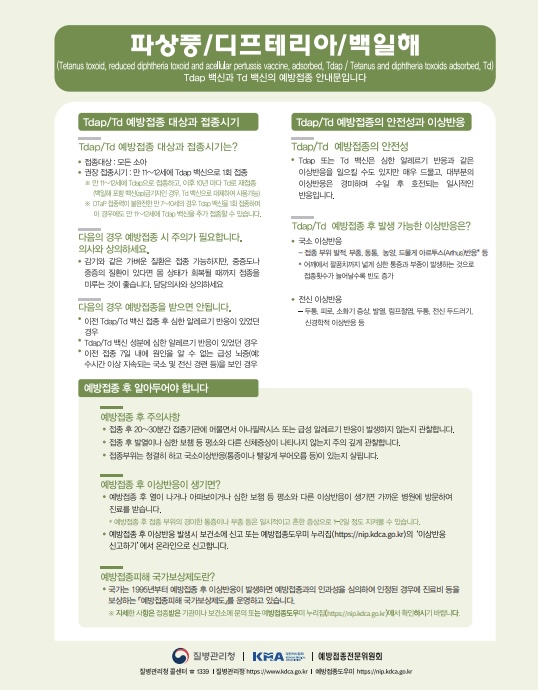 파상풍/디프테리아/백일해
(Tetanus toxoid, reduced diphtheria toxoid and acellular pertussis vaccine, adsorbed, Tdap / Tetanus and diphtheria toxoids adsorbed, Td)
Tdap 백신과 Td 백신의 예방접종 안내문입니다
Tdap/Td 예방접종 대상과 접종시기
Tdap/Td 예방접종 대상과 접종시기는?
• 접종대상 : 모든 소아
• 권장 접종시기 : 만 11~12세에 Tdap 백신으로 1회 접종
※ 만 11~12세에 Tdap으로 접종하고, 이후 10년 마다 Td로 재접종
(백일해 포함 백신(ap)금기자인 경우, Td 백신으로 대체하여 사용가능)
※ DTaP 접종력이 불완전한 만 7~10세의 경우 Tdap 백신을 1회 접종하며
이 경우에도 만 11~12세에 Tdap 백신을 추가 접종할 수 있습니다.
다음의 경우 예방접종 시 주의가 필요합니다.
의사와 상의하세요.
• 감기와 같은 가벼운 질환은 접종 가능하지만, 중등도나
중증의 질환이 있다면 몸 상태가 회복될 때까지 접종을
미루는 것이 좋습니다. 담당의사와 상의하세요
다음의 경우 예방접종을 받으면 안됩니다.
• 이전 Tdap/Td 백신 접종 후 심한 알레르기 반응이 있었던
경우
• Tdap/Td 백신 성분에 심한 알레르기 반응이 있었던 경우
• 이전 접종 7일 내에 원인을 알 수 없는 급성 뇌증(예:
수시간 이상 지속되는 국소 및 전신 경련 등)을 보인 경우
Tdap/Td 예방접종의 안전성과 이상반응
Tdap/Td 예방접종의 안전성
• Tdap 또는 Td 백신은 심한 알레르기 반응과 같은
이상반응을 일으킬 수도 있지만 매우 드물고, 대부분의
이상반응은 경미하며 수일 후 호전되는 일시적인
반응입니다.
Tdap/Td 예방접종 후 발생 가능한 이상반응은?
• 국소 이상반응
- 접종 부위 발적, 부종, 통통, 농양, 드물게 아르투스(Arthus)반응* 등
* 어깨에서 팔꿈치까지 넓게 심한 통증과 부종이 발생하는 것으로
접종횟수가 늘어날수록 빈도 증가
• 전신 이상반응
- 두통, 피로, 소화기 증상, 발열, 림프절염, 두통, 전신 두드러기,
신경학적 이상반응 등
예방접종 후 알아두어야 합니다
예방접종 후 주의사항
• 접종 후 20~30분간 접종기관에 머물면서 아나필락시스 또는 급성 알레르기 반응이 발생하지 않는지 관찰합니다.
• 접종 후 발열이나 심한 보챔 등 평소와 다른 신체증상이 나타나지 않는지 주의 깊게 관찰합니다.
• 접종부위는 청결히 하고 국소이상반응(통증이나 빨갛게 부어오름 등)이 있는지 살핍니다.
예방접종 후 이상반응이 생기면?
• 예방접종 후 열이 나거나 아파보이거나 심한 보챔 등 평소와 다른 이상반응이 생기면 가까운 병원에 방문하여
진료를 받습니다.
* 예방접종 후 접종 부위의 경미한 통증이나 부종 등은 일시적이고 흔한 증상으로 1~2일 정도 지켜볼 수 있습니다.
• 예방접종 후 이상반응 발생시 보건소에 신고 또는 예방접종도우미 누리집(https://nip.kdca.go.kr)의 '이상반응
신고하기'에서 온라인으로 신고합니다.
예방접종피해 국가보상제도란?
• 국가는 1995년부터 예방접종 후 이상반응이 발생하면 예방접종과의 인과성을 심의하여 인정된 경우에 진료비 등을
보상하는 「예방접종피해 국가보상제도」를 운영하고 있습니다.
※ 자세한 사항은 접종받은 기관이나 보건소에 문의 또는 예방접종도우미 누리집(https://nip.kdca.go.kr)에서 확인하시기 바랍니다.
질병관리청 | KMA 대한의사협회 | 예방접종전문위원회
질병관리청 콜센터 ☎ 1339 | 질병관리청 https://www.kdca.go.kr | 예방접종도우미 https://nip.kdca.go.kr